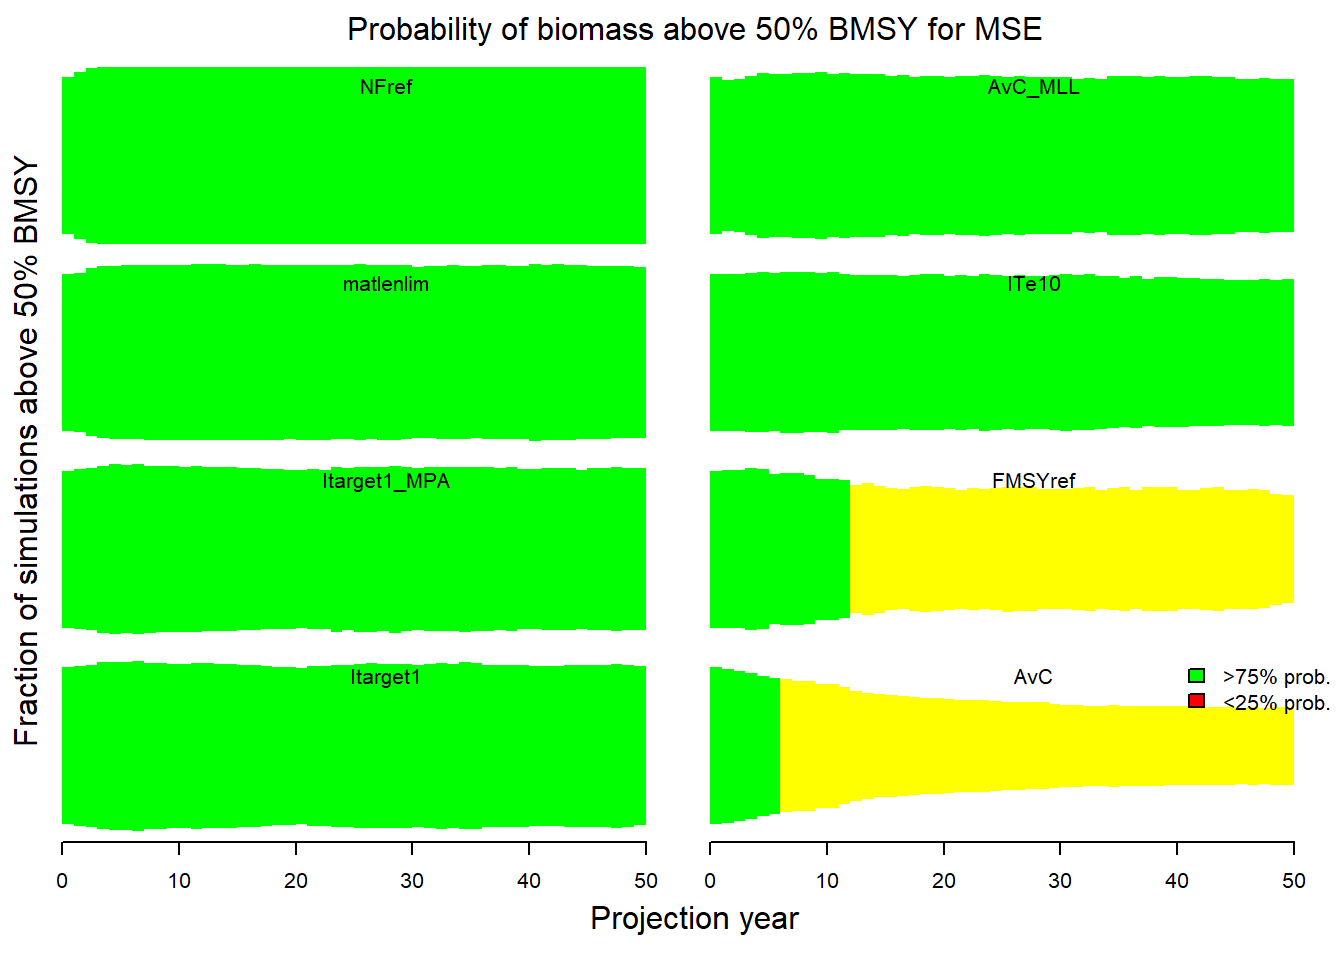 Probability of biomass above 50% BMSY for MSE
Fraction of simulations above 50% BMSY
NFref
matlenlim
Itarget1_MPA
Itarget1
0 10 20 30 40 50
AvC_MLL
ITe10
FMSYref
AvC
>75% prob.
<25% prob.
0 10 20 30 40 50
Projection year